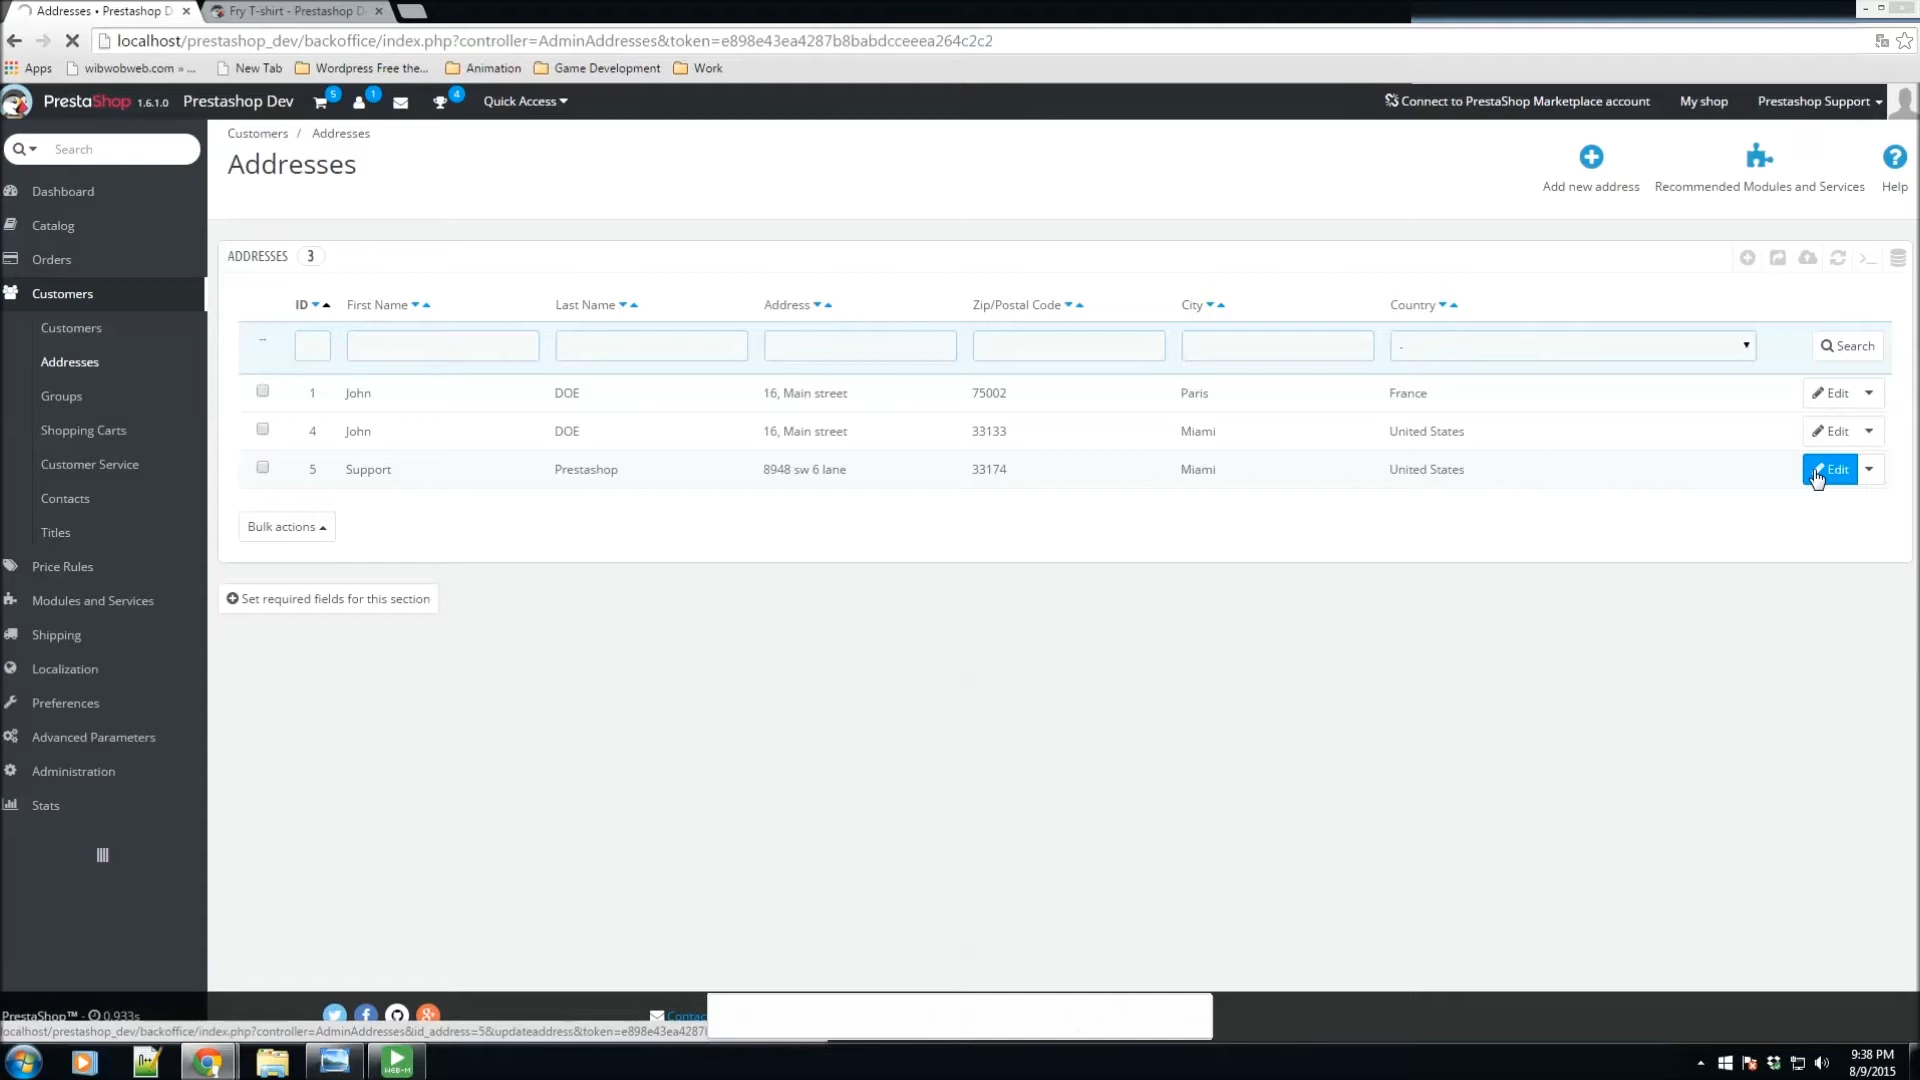 Addresses • Prestashop D
Fry T-shirt - Prestashop D
localhost/prestashop_dev/backoffice/index.php?controller=AdminAddresses&token=e898e43ea4287b8babdcceeea264c2c2
Apps
wibwobweb.com » ...
New Tab
Wordpress Free the...
Animation
Game Development
Work
PrestaShop 1.6.1.0
Prestashop Dev
5
1
4
Quick Access
Connect to PrestaShop Marketplace account
My shop
Prestashop Support
Search
Dashboard
Catalog
Orders
Customers
Customers
Addresses
Groups
Shopping Carts
Customer Service
Contacts
Titles
Price Rules
Modules and Services
Shipping
Localization
Preferences
Advanced Parameters
Administration
Stats
Customers / Addresses
Addresses
Add new address
Recommended Modules and Services
Help
ADDRESSES 3
ID First Name Last Name Address Zip/Postal Code City Country
-- - Search
1 John DOE 16, Main street 75002 Paris France Edit
4 John DOE 16, Main street 33133 Miami United States Edit
5 Support Prestashop 8948 sw 6 lane 33174 Miami United States Edit
Bulk actions
Set required fields for this section
PrestaShop™ - 0.933s
Contact
localhost/prestashop_dev/backoffice/index.php?controller=AdminAddresses&id_address=5&updateaddress&token=e898e43ea4287
WEB-M
9:38 PM
8/9/2015